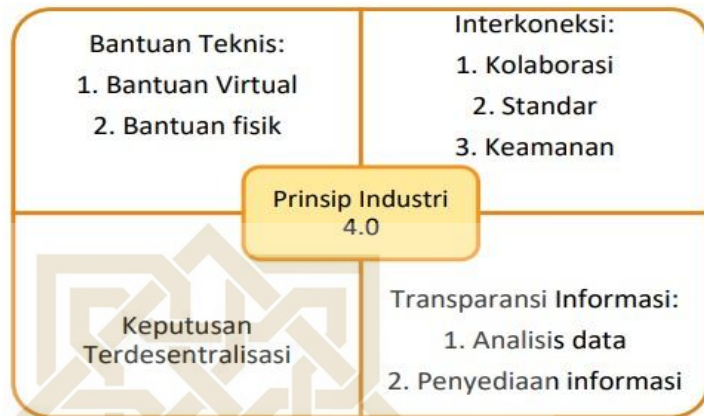 Bantuan Teknis:
1. Bantuan Virtual
2. Bantuan fisik
Interkoneksi:
1. Kolaborasi
2. Standar
3. Keamanan
Prinsip Industri
4.0
Keputusan
Terdesentralisasi
Transparansi Informasi:
1. Analisis data
2. Penyediaan informasi